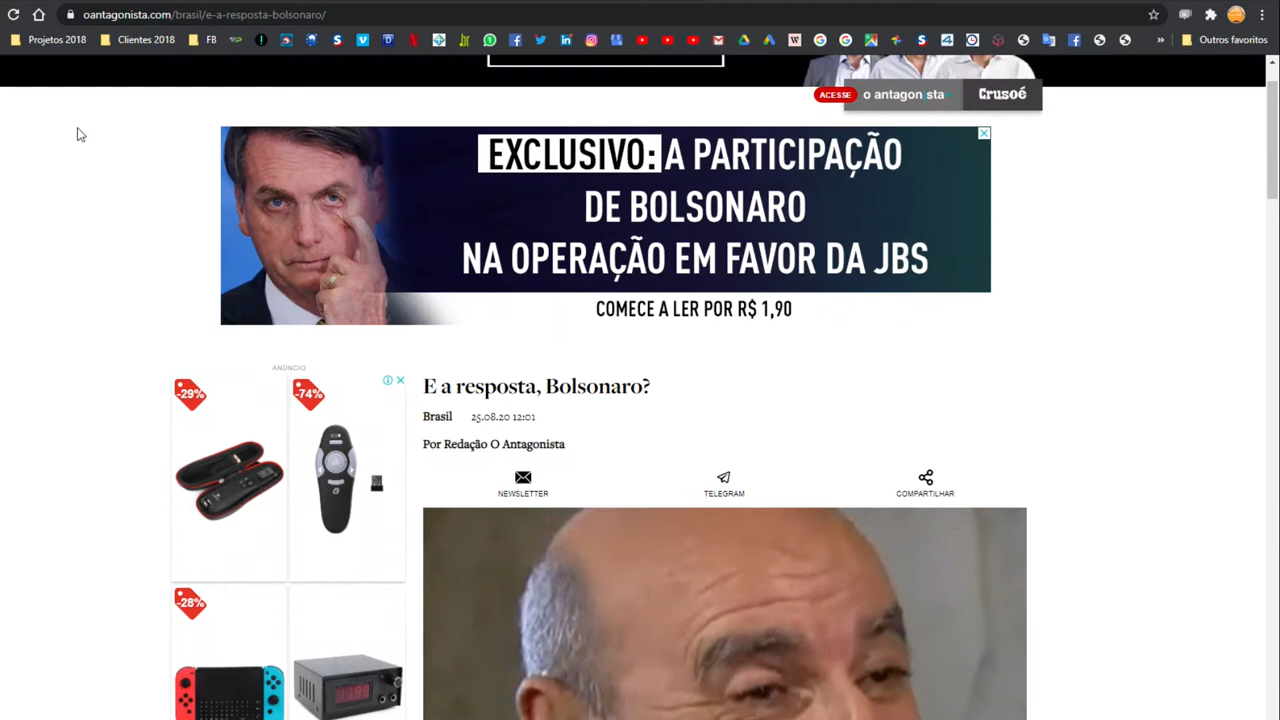 oantagonista.com/brasil/e-a-resposta-bolsonaro/
Projetos 2018
Clientes 2018
FB
Outros favoritos
ACESSE
o antagonista+
Crusoé
EXCLUSIVO: A PARTICIPAÇÃO
DE BOLSONARO
NA OPERAÇÃO EM FAVOR DA JBS
COMECE A LER POR R$ 1,90
ANÚNCIO
-29%
-74%
E a resposta, Bolsonaro?
Brasil 25.08.20 12:01
Por Redação O Antagonista
NEWSLETTER
TELEGRAM
COMPARTILHAR
-28%